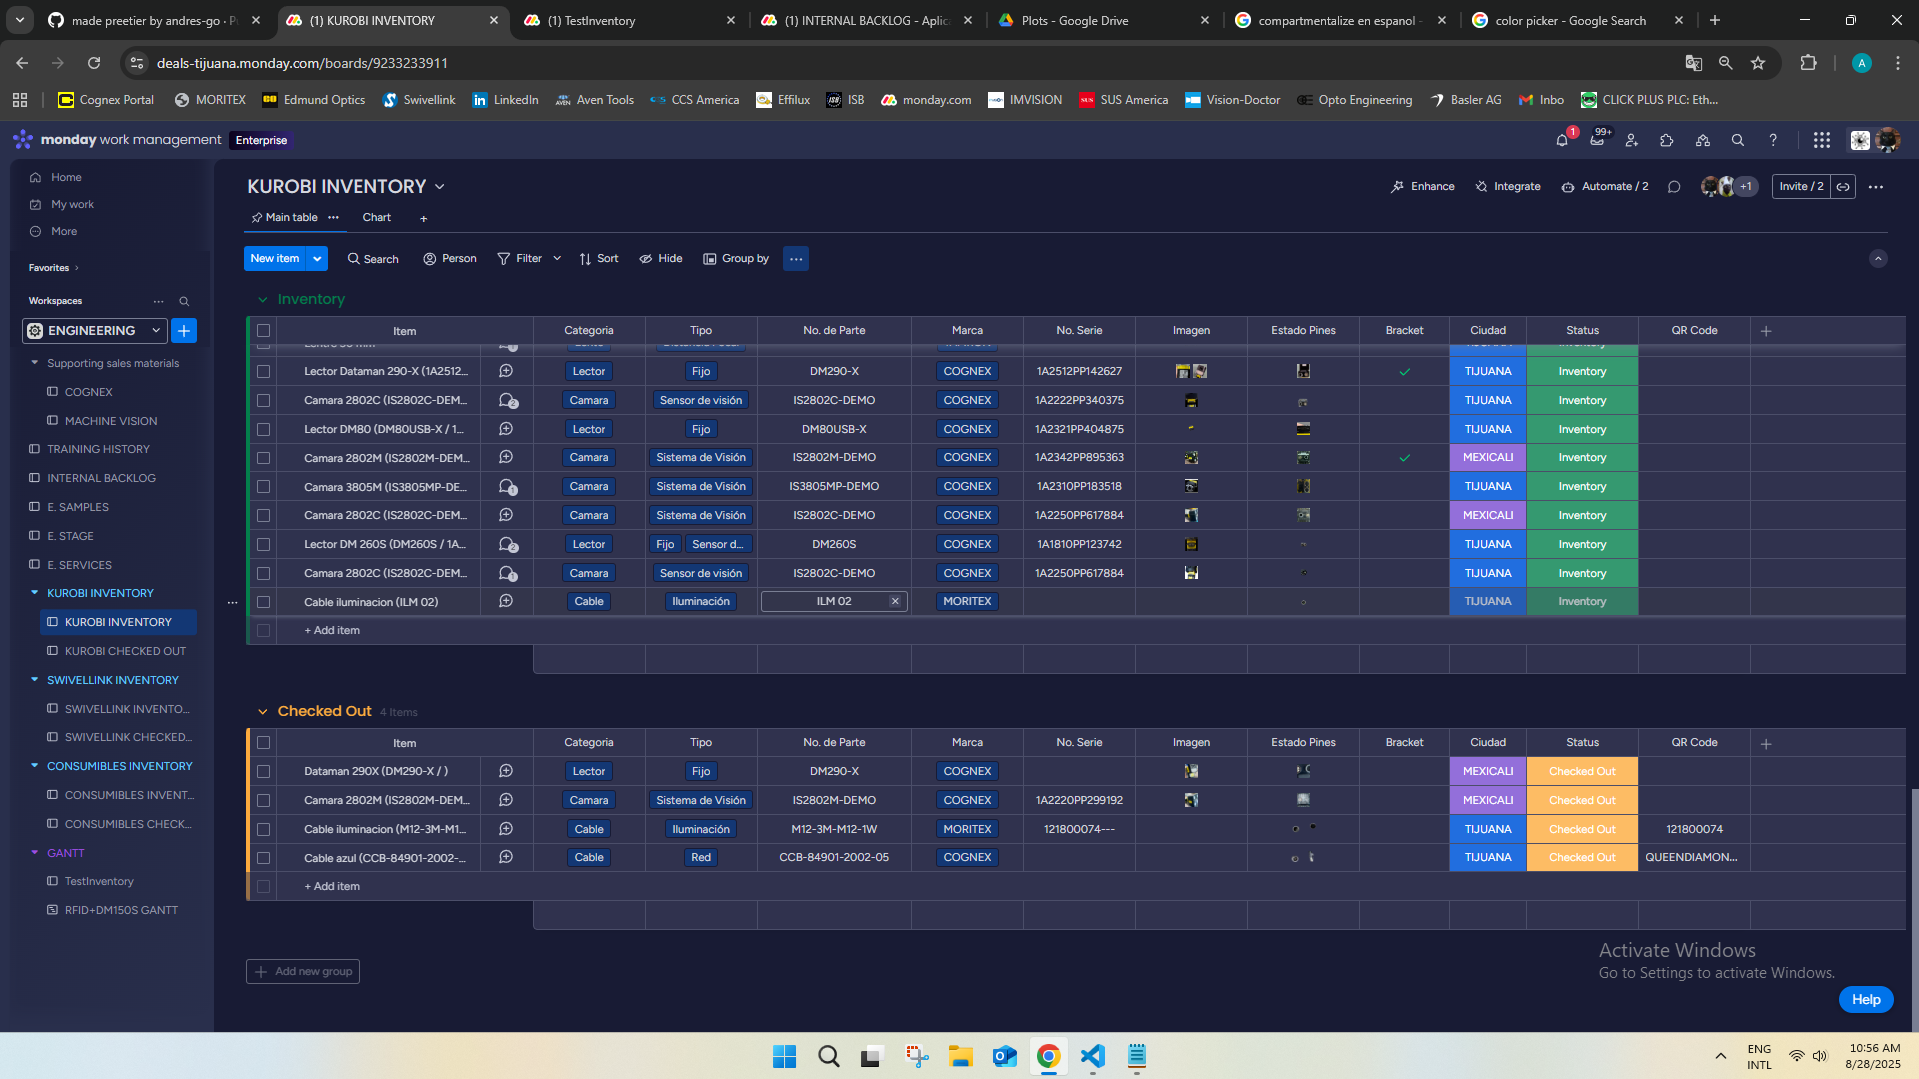 made preetier by andres-go · Pu
(1) KUROBI INVENTORY
(1) TestInventory
(1) INTERNAL BACKLOG - Aplic
Plots - Google Drive
compartmentalize en espanol -
color picker - Google Search
deals-tijuana.monday.com/boards/9233233911
A
Cognex Portal
MORITEX
Edmund Optics
Swivellink
LinkedIn
Aven Tools
CCS America
Effilux
ISB
monday.com
IMVISION
SUS America
Vision-Doctor
Opto Engineering
Basler AG
Inbo
CLICK PLUS PLC: Eth...
monday work management Enterprise
1 99+
Home
My work
More
Favorites
Workspaces
ENGINEERING
Supporting sales materials
COGNEX
MACHINE VISION
TRAINING HISTORY
INTERNAL BACKLOG
E. SAMPLES
E. STAGE
E. SERVICES
KUROBI INVENTORY
KUROBI INVENTORY
KUROBI CHECKED OUT
SWIVELLINK INVENTORY
SWIVELLINK INVENTO...
SWIVELLINK CHECKED...
CONSUMIBLES INVENTORY
CONSUMIBLES INVENT...
CONSUMIBLES CHECK...
GANTT
TestInventory
RFID+DM150S GANTT
KUROBI INVENTORY
Enhance Integrate Automate / 2 +1 Invite / 2
Main table Chart +
New item Search Person Filter Sort Hide Group by
Inventory
Item Categoria Tipo No. de Parte Marca No. Serie Imagen Estado Pines Bracket Ciudad Status QR Code
Lector Dataman 290-X (1A2512... Lector Fijo DM290-X COGNEX 1A2512PP142627 TIJUANA Inventory
Camara 2802C (IS2802C-DEM... 2 Camara Sensor de visión IS2802C-DEMO COGNEX 1A2222PP340375 TIJUANA Inventory
Lector DM80 (DM80USB-X / 1... Lector Fijo DM80USB-X COGNEX 1A2321PP404875 TIJUANA Inventory
Camara 2802M (IS2802M-DEM... Camara Sistema de Visión IS2802M-DEMO COGNEX 1A2342PP895363 MEXICALI Inventory
Camara 3805M (IS3805MP-DE... 1 Camara Sistema de Visión IS3805MP-DEMO COGNEX 1A2310PP183518 TIJUANA Inventory
Camara 2802C (IS2802C-DEM... Camara Sistema de Visión IS2802C-DEMO COGNEX 1A2250PP617884 MEXICALI Inventory
Lector DM 260S (DM260S / 1A... 2 Lector Fijo Sensor d... DM260S COGNEX 1A1810PP123742 TIJUANA Inventory
Camara 2802C (IS2802C-DEM... 1 Camara Sensor de visión IS2802C-DEMO COGNEX 1A2250PP617884 TIJUANA Inventory
Cable iluminacion (ILM 02) Cable Iluminación ILM 02 MORITEX TIJUANA Inventory
+ Add item
Checked Out 4 Items
Item Categoria Tipo No. de Parte Marca No. Serie Imagen Estado Pines Bracket Ciudad Status QR Code
Dataman 290X (DM290-X / ) Lector Fijo DM290-X COGNEX MEXICALI Checked Out
Camara 2802M (IS2802M-DEM... Camara Sistema de Visión IS2802M-DEMO COGNEX 1A2220PP299192 MEXICALI Checked Out
Cable iluminacion (M12-3M-M1... Cable Iluminación M12-3M-M12-1W MORITEX 121800074--- TIJUANA Checked Out 121800074
Cable azul (CCB-84901-2002-... Cable Red CCB-84901-2002-05 COGNEX TIJUANA Checked Out QUEENDIAMON...
+ Add item
Add new group
Activate Windows
Go to Settings to activate Windows.
Help
ENG
INTL
10:56 AM
8/28/2025